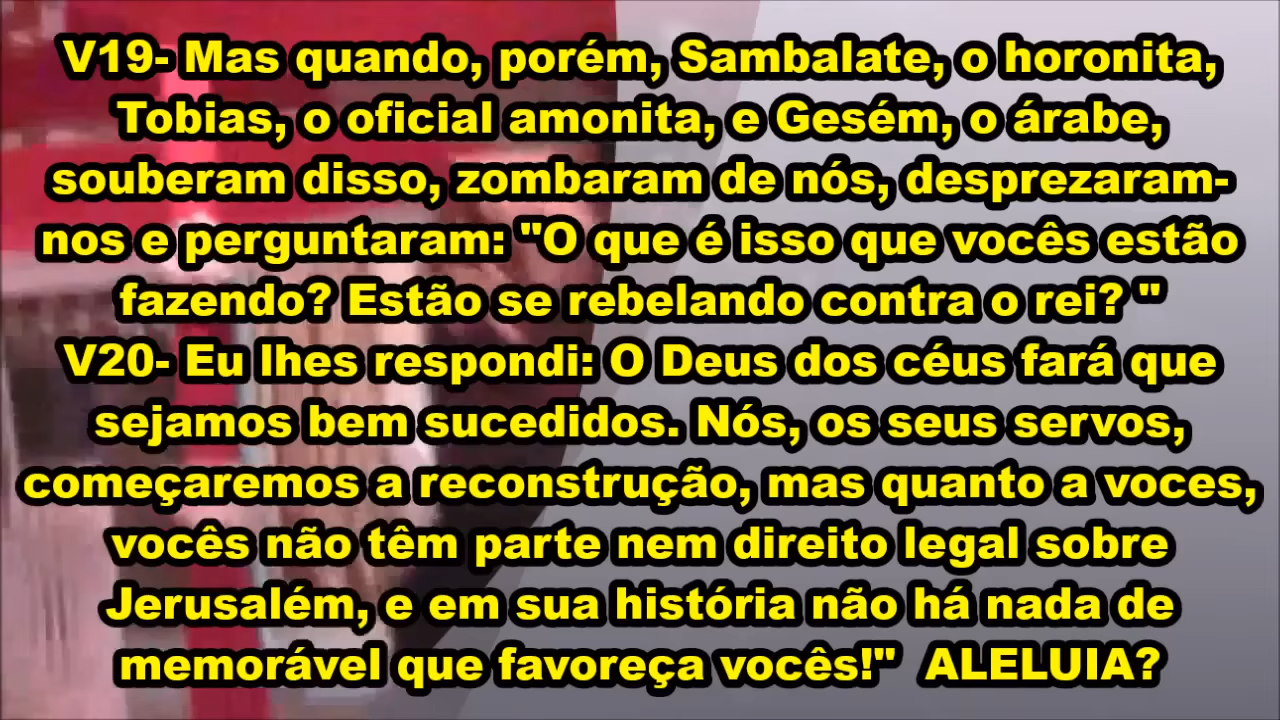 V19- Mas quando, porém, Sambalate, o horonita,
Tobias, o oficial amonita, e Gesém, o árabe,
souberam disso, zombaram de nós, desprezaram-
nos e perguntaram: "O que é isso que vocês estão
fazendo? Estão se rebelando contra o rei? "
V20- Eu lhes respondi: O Deus dos céus fará que
sejamos bem sucedidos. Nós, os seus servos,
começaremos a reconstrução, mas quanto a voces,
vocês não têm parte nem direito legal sobre
Jerusalém, e em sua história não há nada de
memorável que favoreça vocês!" ALELUIA?